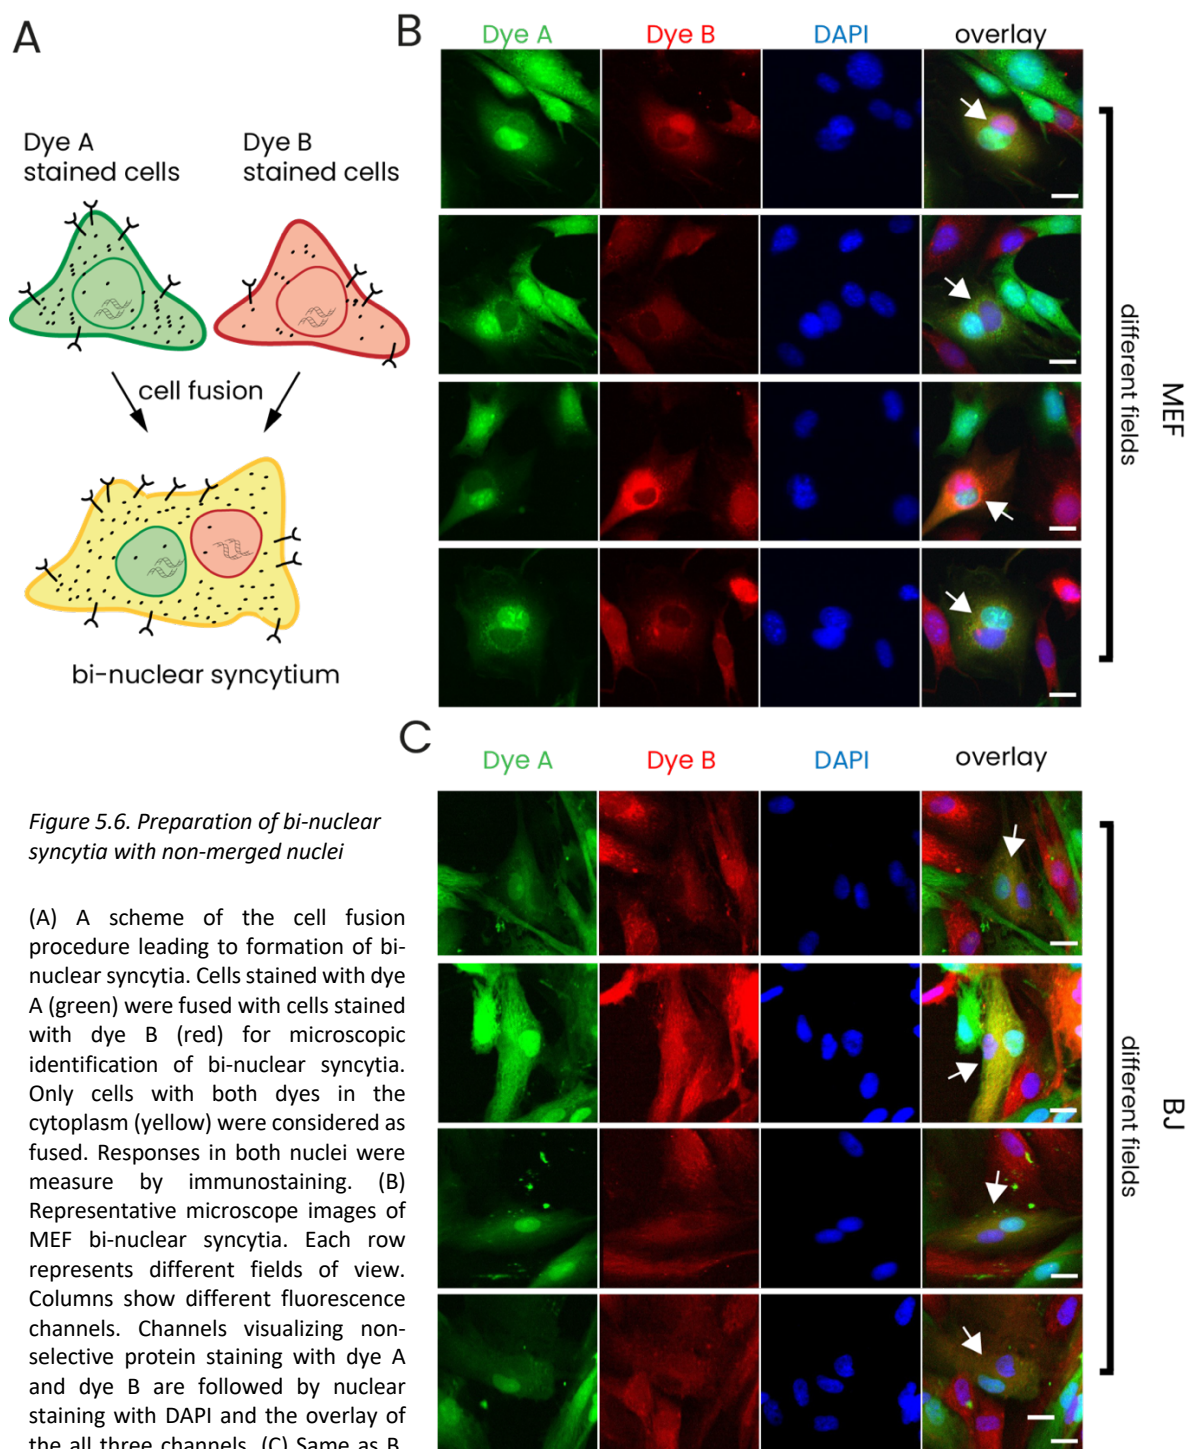 A
Dye A
stained cells
Dye B
stained cells
cell fusion
bi-nuclear syncytium
B
Dye A
Dye B
DAPI
overlay
different fields
MEF
C
Dye A
Dye B
DAPI
overlay
different fields
BJ
Figure 5.6. Preparation of bi-nuclear
syncytia with non-merged nuclei
(A) A scheme of the cell fusion
procedure leading to formation of bi-
nuclear syncytia. Cells stained with dye
A (green) were fused with cells stained
with dye B (red) for microscopic
identification of bi-nuclear syncytia.
Only cells with both dyes in the
cytoplasm (yellow) were considered as
fused. Responses in both nuclei were
measure by immunostaining. (B)
Representative microscope images of
MEF bi-nuclear syncytia. Each row
represents different fields of view.
Columns show different fluorescence
channels. Channels visualizing non-
selective protein staining with dye A
and dye B are followed by nuclear
staining with DAPI and the overlay of
the all three channels. (C) Same as B,